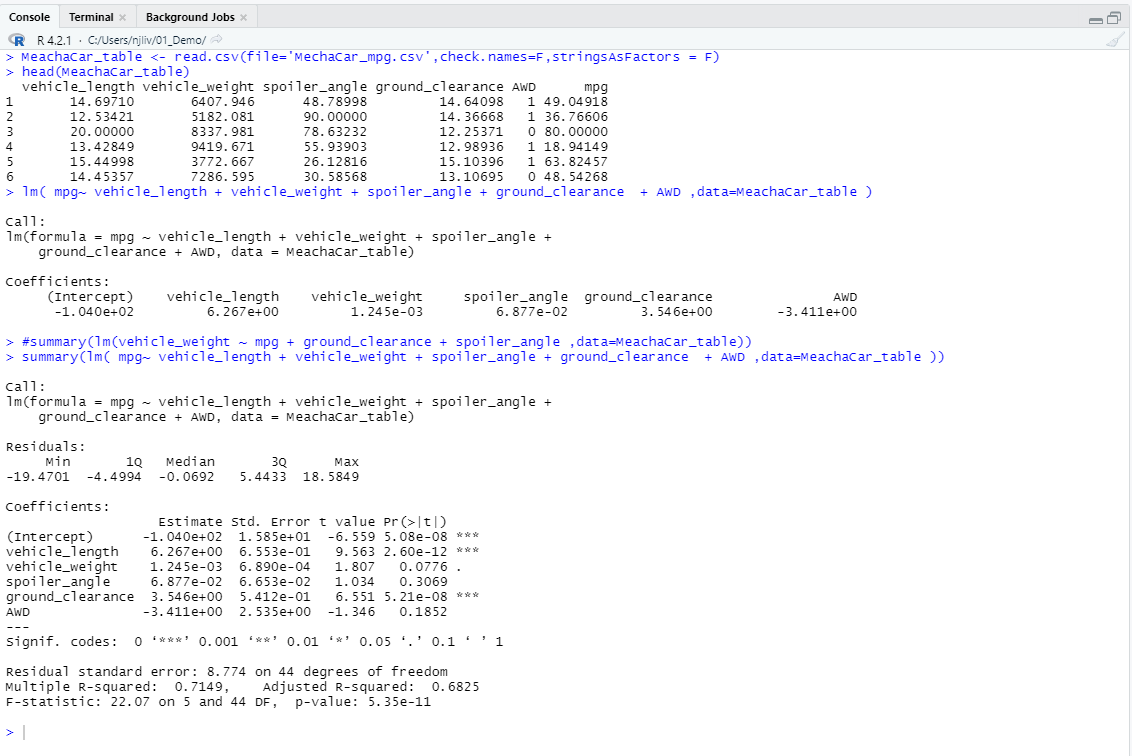 Console Terminal Background Jobs
R 4.2.1 · C:/Users/njliv/01_Demo/
> MeachaCar_table <- read.csv(file='MechaCar_mpg.csv',check.names=F,stringsAsFactors = F)
> head(MeachaCar_table)
  vehicle_length vehicle_weight spoiler_angle ground_clearance AWD      mpg
1       14.69710       6407.946      48.78998         14.64098   1 49.04918
2       12.53421       5182.081      90.00000         14.36668   1 36.76606
3       20.00000       8337.981      78.63232         12.25371   0 80.00000
4       13.42849       9419.671      55.93903         12.98936   1 18.94149
5       15.44998       3772.667      26.12816         15.10396   1 63.82457
6       14.45357       7286.595      30.58568         13.10695   0 48.54268
> lm( mpg~ vehicle_length + vehicle_weight + spoiler_angle + ground_clearance  + AWD ,data=MeachaCar_table )
Call:
lm(formula = mpg ~ vehicle_length + vehicle_weight + spoiler_angle +
    ground_clearance + AWD, data = MeachaCar_table)
Coefficients:
     (Intercept)    vehicle_length    vehicle_weight     spoiler_angle  ground_clearance               AWD
      -1.040e+02         6.267e+00         1.245e-03         6.877e-02         3.546e+00        -3.411e+00
> #summary(lm(vehicle_weight ~ mpg + ground_clearance + spoiler_angle ,data=MeachaCar_table))
> summary(lm( mpg~ vehicle_length + vehicle_weight + spoiler_angle + ground_clearance  + AWD ,data=MeachaCar_table ))
Call:
lm(formula = mpg ~ vehicle_length + vehicle_weight + spoiler_angle +
    ground_clearance + AWD, data = MeachaCar_table)
Residuals:
     Min       1Q   Median       3Q      Max
-19.4701  -4.4994  -0.0692   5.4433  18.5849
Coefficients:
                   Estimate Std. Error t value Pr(>|t|)
(Intercept)      -1.040e+02  1.585e+01  -6.559 5.08e-08 ***
vehicle_length    6.267e+00  6.553e-01   9.563 2.60e-12 ***
vehicle_weight    1.245e-03  6.890e-04   1.807   0.0776 .
spoiler_angle     6.877e-02  6.653e-02   1.034   0.3069
ground_clearance  3.546e+00  5.412e-01   6.551 5.21e-08 ***
AWD              -3.411e+00  2.535e+00  -1.346   0.1852
---
Signif. codes:  0 ‘***’ 0.001 ‘**’ 0.01 ‘*’ 0.05 ‘.’ 0.1 ‘ ’ 1
Residual standard error: 8.774 on 44 degrees of freedom
Multiple R-squared:  0.7149,    Adjusted R-squared:  0.6825
F-statistic: 22.07 on 5 and 44 DF,  p-value: 5.35e-11
>